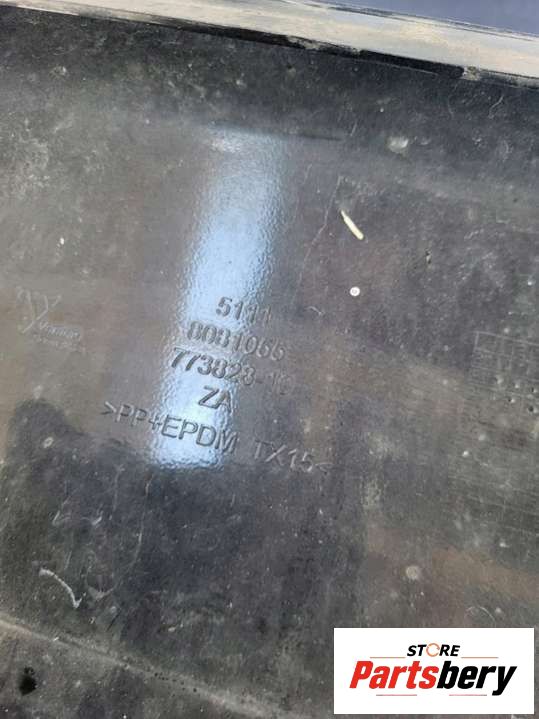 5111
8081065
773823-10
ZA
>PP+EPDM TX15<
STORE
Partsbery